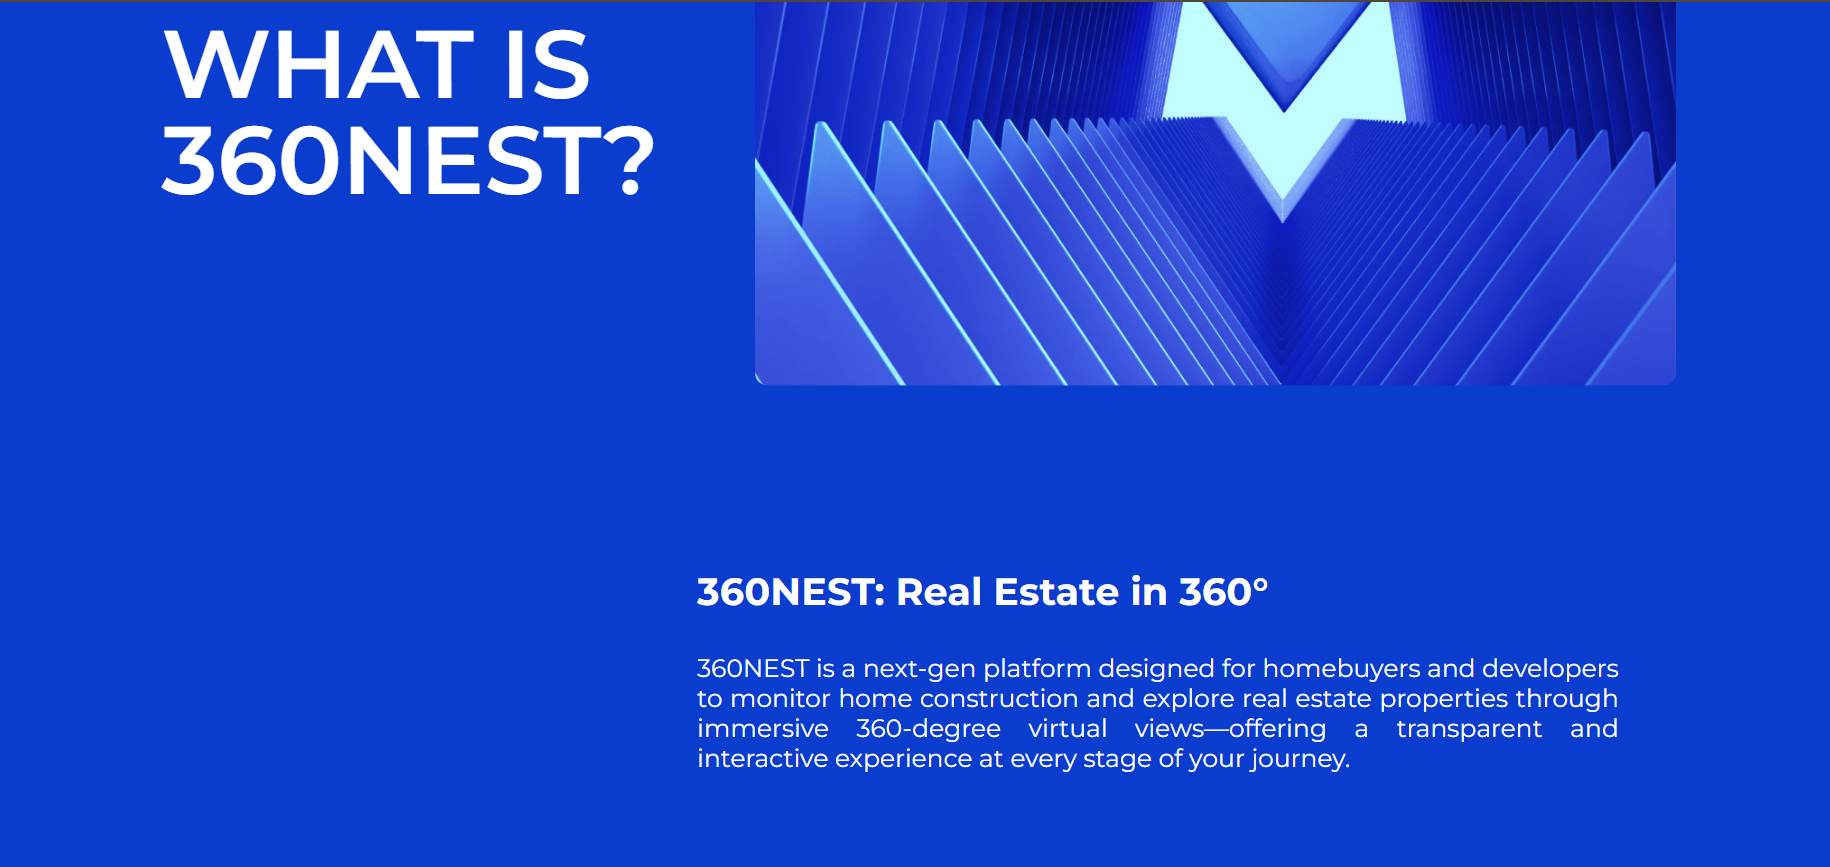 WHAT IS
360NEST?
360NEST: Real Estate in 360°
360NEST is a next-gen platform designed for homebuyers and developers
to monitor home construction and explore real estate properties through
immersive 360-degree virtual views—offering a transparent and
interactive experience at every stage of your journey.